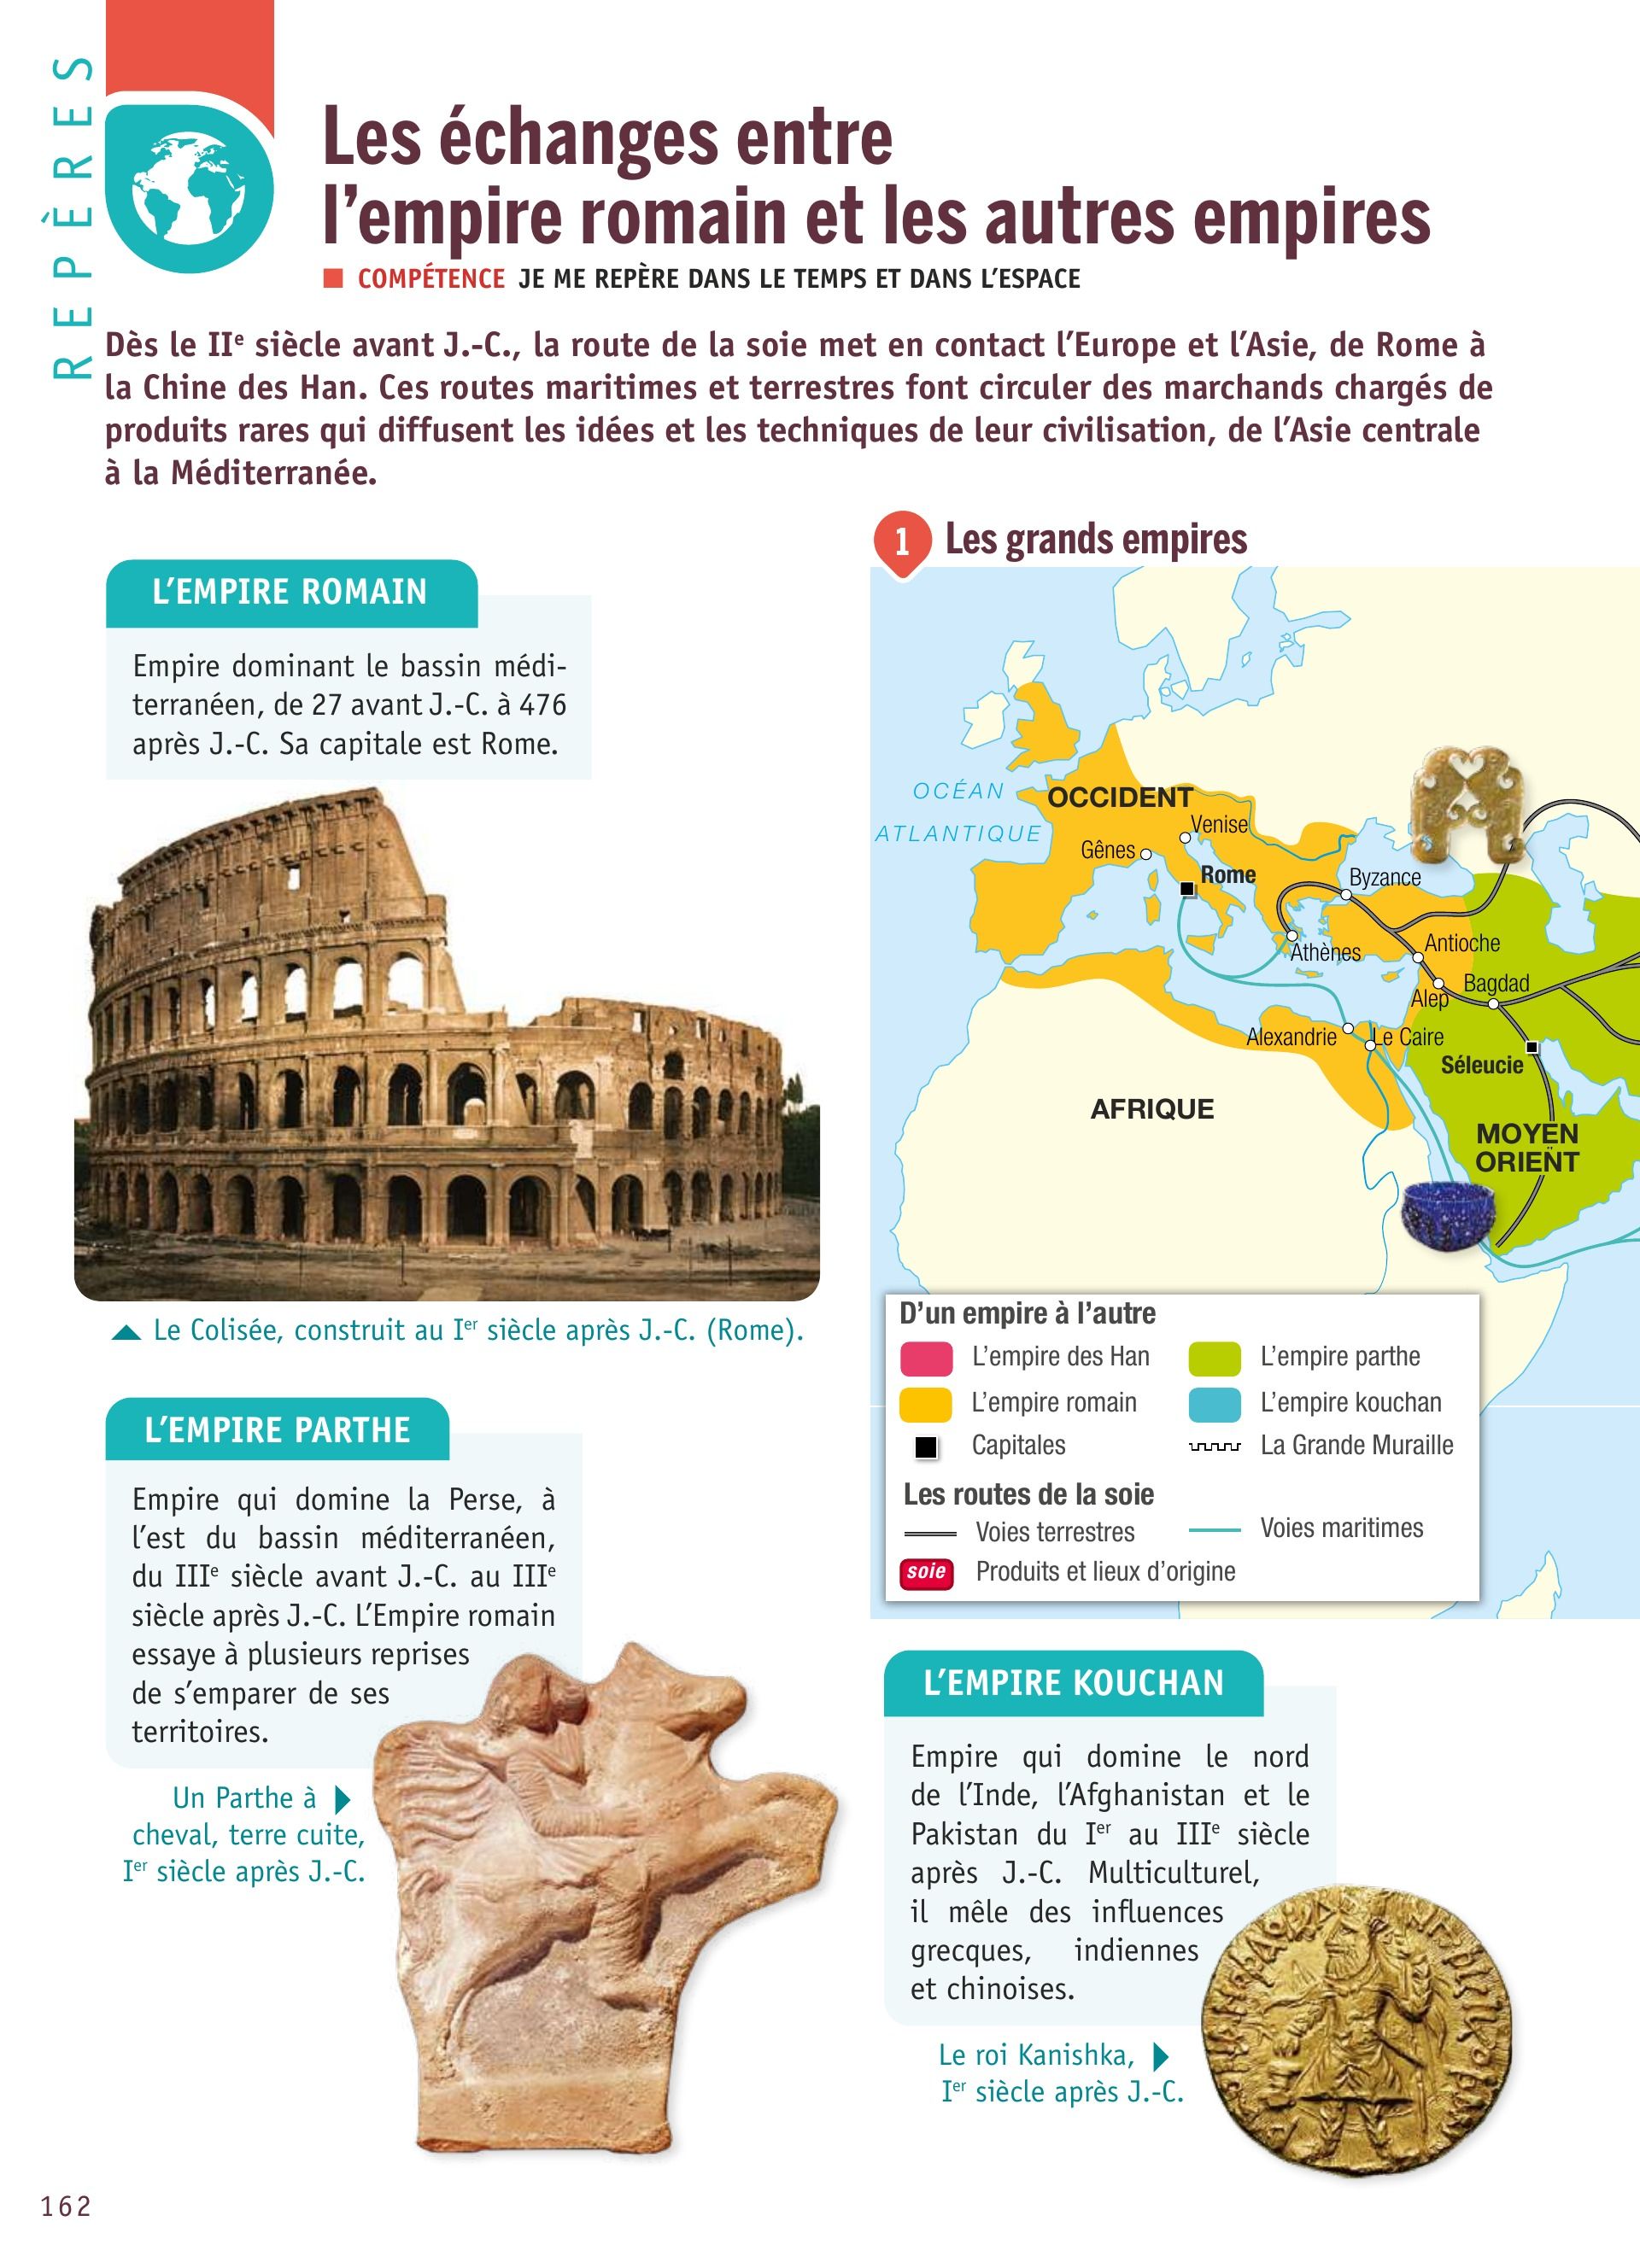 REPÈRES
Les échanges entre
l'empire romain et les autres empires
COMPÉTENCE JE ME REPÈRE DANS LE TEMPS ET DANS L'ESPACE
Dès le IIe siècle avant J.-C., la route de la soie met en contact l'Europe et l'Asie, de Rome à
la Chine des Han. Ces routes maritimes et terrestres font circuler des marchands chargés de
produits rares qui diffusent les idées et les techniques de leur civilisation, de l'Asie centrale
à la Méditerranée.
L'EMPIRE ROMAIN
Empire dominant le bassin médi-
terranéen, de 27 avant J.-C. à 476
après J.-C. Sa capitale est Rome.
Le Colisée, construit au Ier siècle après J.-C. (Rome).
L'EMPIRE PARTHE
Empire qui domine la Perse, à
l'est du bassin méditerranéen,
du IIIe siècle avant J.-C. au IIIe
siècle après J.-C. L'Empire romain
essaye à plusieurs reprises
de s'emparer de ses
territoires.
Un Parthe à
cheval, terre cuite,
Ier siècle après J.-C.
1 Les grands empires
OCÉAN
ATLANTIQUE
OCCIDENT
Venise
Gênes
Rome
Byzance
Athènes
Antioche
Alep
Bagdad
Alexandrie
Le Caire
Séleucie
AFRIQUE
MOYEN
ORIENT
D'un empire à l'autre
L'empire des Han
L'empire parthe
L'empire romain
L'empire kouchan
Capitales
La Grande Muraille
Les routes de la soie
Voies terrestres
Voies maritimes
soie Produits et lieux d'origine
L'EMPIRE KOUCHAN
Empire qui domine le nord
de l'Inde, l'Afghanistan et le
Pakistan du Ier au IIIe siècle
après J.-C. Multiculturel,
il mêle des influences
grecques, indiennes
et chinoises.
Le roi Kanishka,
Ier siècle après J.-C.
162